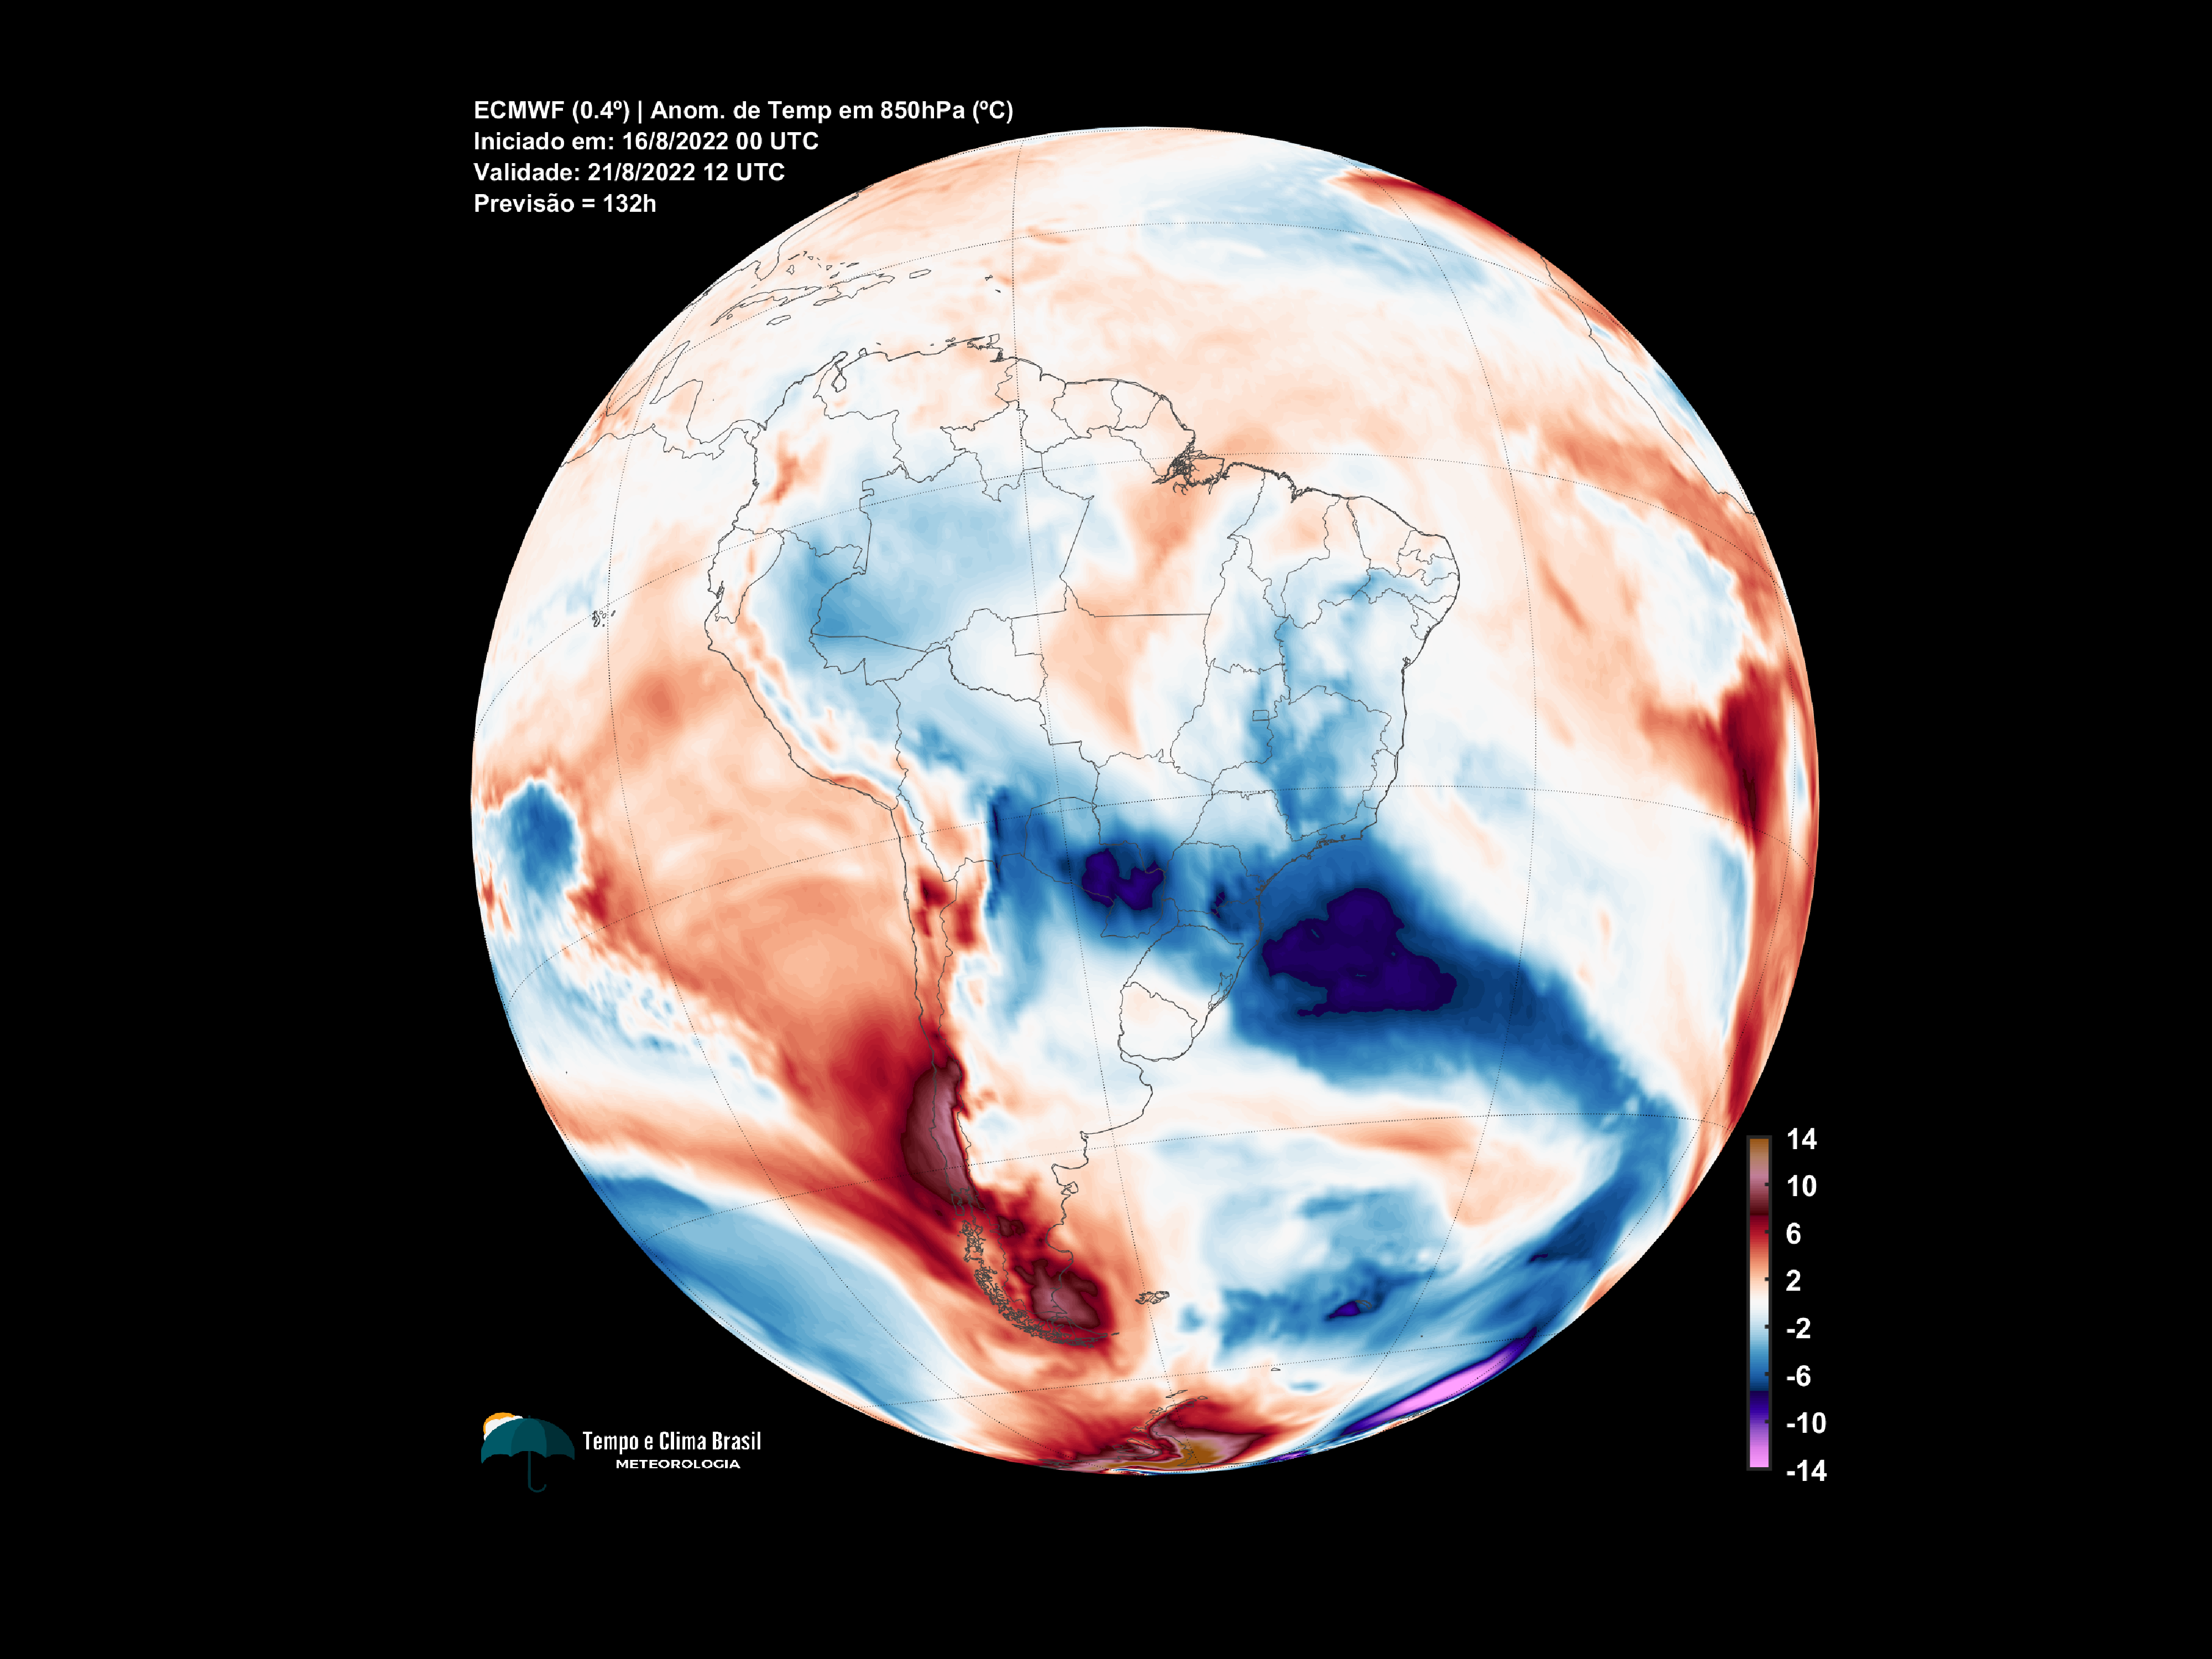 ECMWF (0.4º) | Anom. de Temp em 850hPa (ºC)
Iniciado em: 16/8/2022 00 UTC
Validade: 21/8/2022 12 UTC
Previsão = 132h
14
10
6
2
-2
-6
-10
-14
Tempo e Clima Brasil
METEOROLOGIA